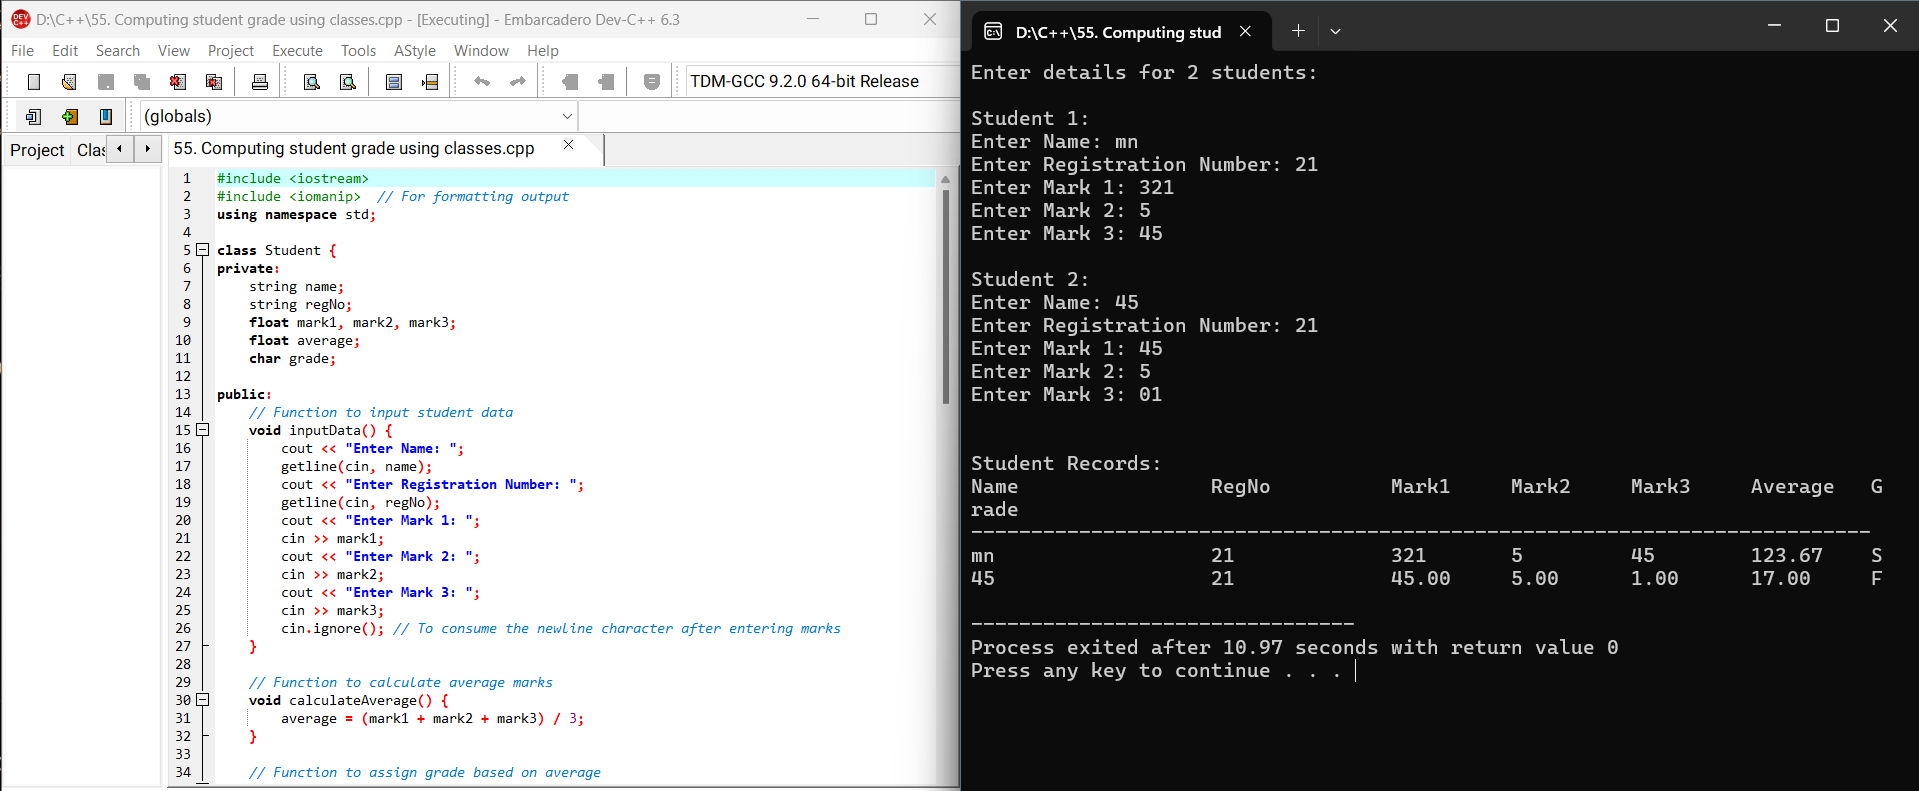 D:\C++\55. Computing student grade using classes.cpp - [Executing] - Embarcadero Dev-C++ 6.3
File Edit Search View Project Execute Tools AStyle Window Help
TDM-GCC 9.2.0 64-bit Release
(globals)
Project Clas
55. Computing student grade using classes.cpp
1 #include <iostream>
2 #include <iomanip>  // For formatting output
3 using namespace std;
4
5 class Student {
6 private:
7     string name;
8     string regNo;
9     float mark1, mark2, mark3;
10     float average;
11     char grade;
12
13 public:
14     // Function to input student data
15     void inputData() {
16         cout << "Enter Name: ";
17         getline(cin, name);
18         cout << "Enter Registration Number: ";
19         getline(cin, regNo);
20         cout << "Enter Mark 1: ";
21         cin >> mark1;
22         cout << "Enter Mark 2: ";
23         cin >> mark2;
24         cout << "Enter Mark 3: ";
25         cin >> mark3;
26         cin.ignore(); // To consume the newline character after entering marks
27     }
28
29     // Function to calculate average marks
30     void calculateAverage() {
31         average = (mark1 + mark2 + mark3) / 3;
32     }
33
34     // Function to assign grade based on average
D:\C++\55. Computing stud
Enter details for 2 students:
Student 1:
Enter Name: mn
Enter Registration Number: 21
Enter Mark 1: 321
Enter Mark 2: 5
Enter Mark 3: 45
Student 2:
Enter Name: 45
Enter Registration Number: 21
Enter Mark 1: 45
Enter Mark 2: 5
Enter Mark 3: 01
Student Records:
Name RegNo Mark1 Mark2 Mark3 Average G
rade
---------------------------------------------------------------------------
mn 21 321 5 45 123.67 S
45 21 45.00 5.00 1.00 17.00 F
--------------------------------
Process exited after 10.97 seconds with return value 0
Press any key to continue . . .